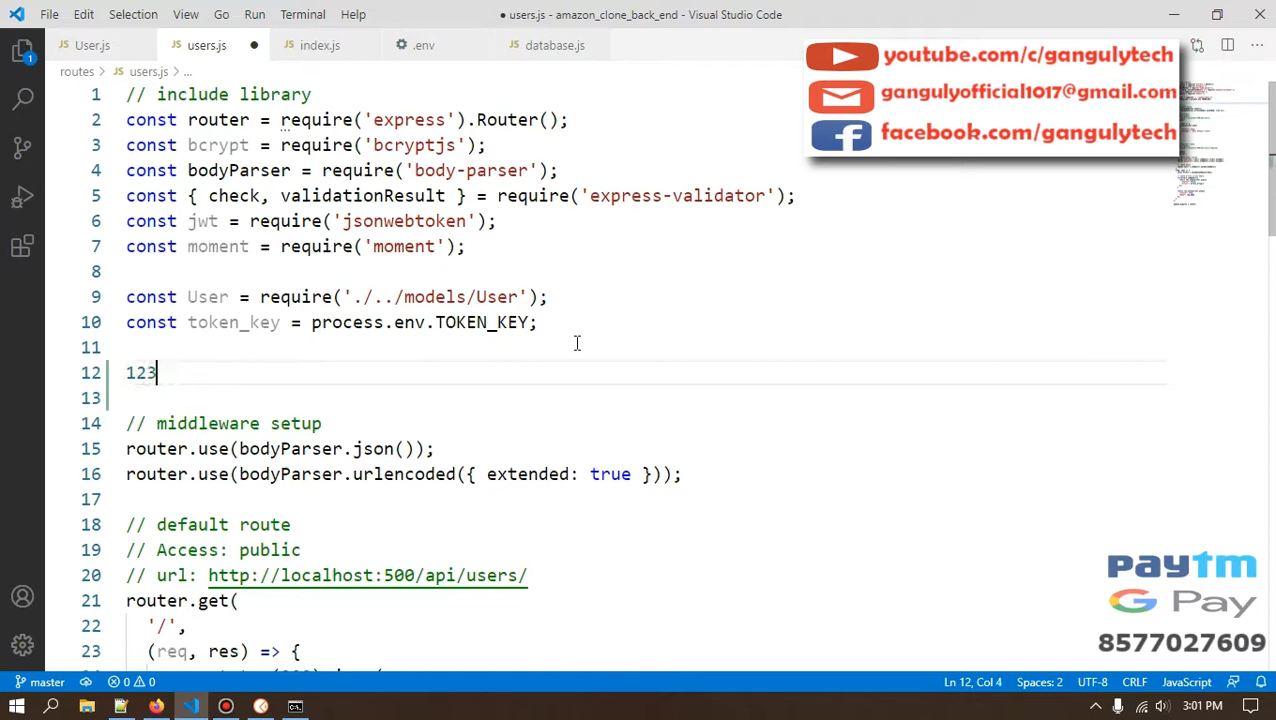 File Edit Selection View Go Run Terminal Help
● users.js - amazon_clone_back_end - Visual Studio Code
User.js users.js ● index.js .env database.js
routes > users.js > ...
youtube.com/c/gangulytech
gangulyofficial1017@gmail.com
facebook.com/gangulytech
1
1 // include library
2 const router = require('express').Router();
3 const bcrypt = require('bcryptjs');
4 const bodyParser = require('body-parser');
5 const { check, validationResult } = require('express-validator');
6 const jwt = require('jsonwebtoken');
7 const moment = require('moment');
8
9 const User = require('./../models/User');
10 const token_key = process.env.TOKEN_KEY;
11
12 123
13
14 // middleware setup
15 router.use(bodyParser.json());
16 router.use(bodyParser.urlencoded({ extended: true }));
17
18 // default route
19 // Access: public
20 // url: http://localhost:500/api/users/
21 router.get(
22 '/',
23 (req, res) => {
paytm
G Pay
8577027609
master 0 0 Ln 12, Col 4 Spaces: 2 UTF-8 CRLF JavaScript
3:01 PM